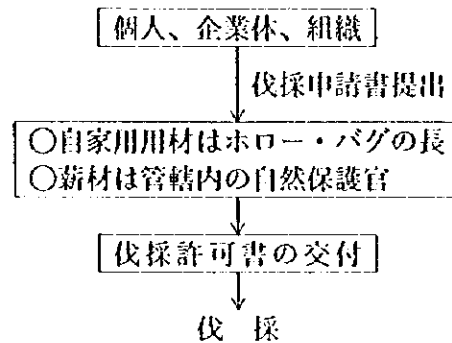 個人、企業体、組織
伐採申請書提出
○自家用用材はホロー・バグの長
○薪材は管轄内の自然保護官
伐採許可書の交付
伐 採